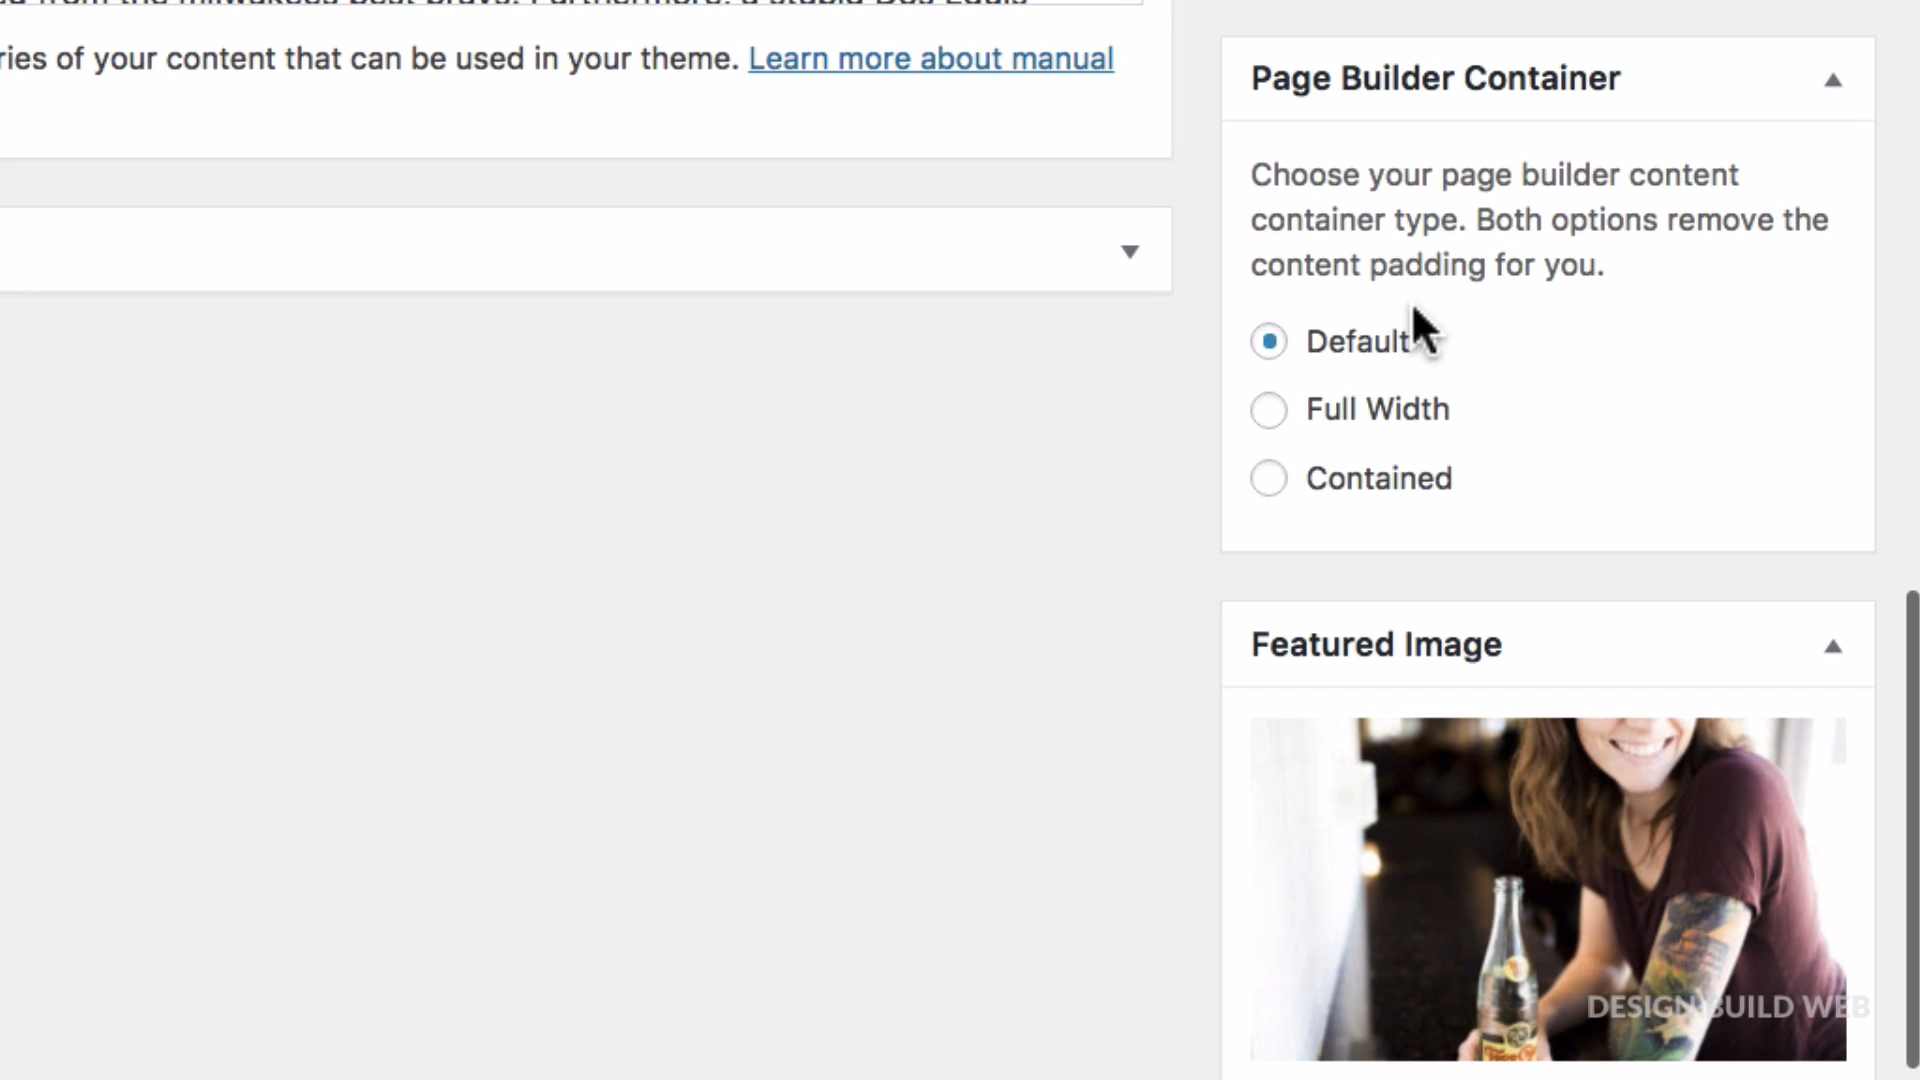 ries of your content that can be used in your theme. Learn more about manual
Page Builder Container
Choose your page builder content
container type. Both options remove the
content padding for you.
Default
Full Width
Contained
Featured Image
DESIGN BUILD WEB